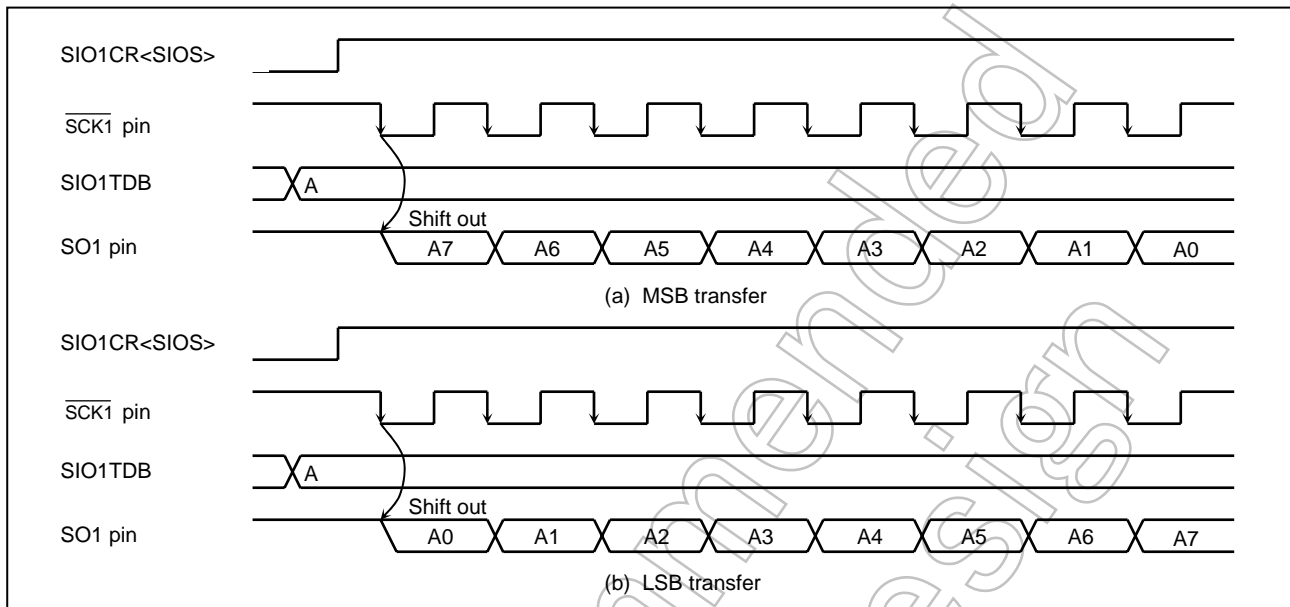 SIO1CR<SIOS>
SCK1 pin
SIO1TDB
A
Shift out
SO1 pin
A7 A6 A5 A4 A3 A2 A1 A0
(a) MSB transfer
SIO1CR<SIOS>
SCK1 pin
SIO1TDB
A
Shift out
SO1 pin
A0 A1 A2 A3 A4 A5 A6 A7
(b) LSB transfer